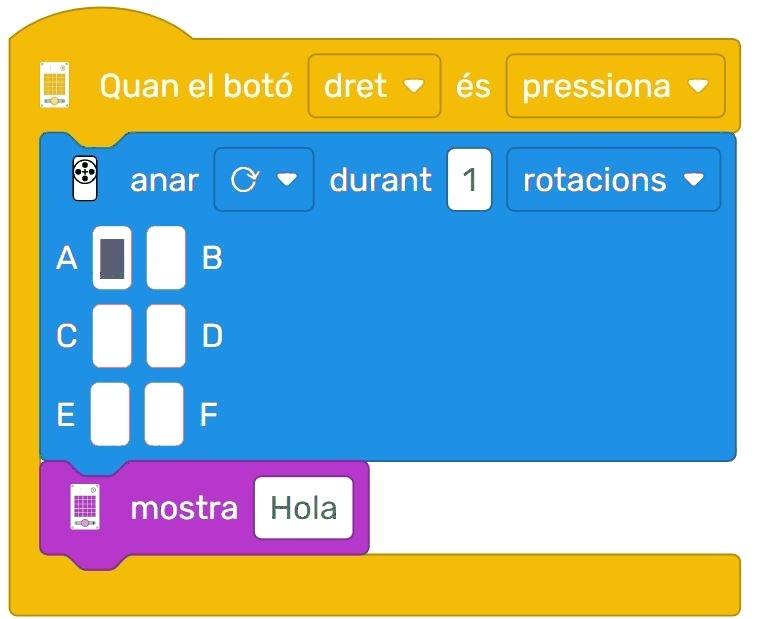 Quan el botó dret és pressiona
anar durant 1 rotacions
A B
C D
E F
mostra Hola